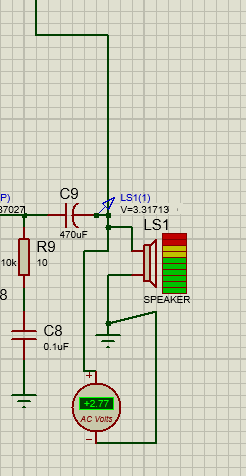 P)
37027
C9
470uF
LS1(1)
V=3.31713
LS1
R9
10k
10
8
SPEAKER
C8
0.1uF
+
+2.77
AC Volts
−